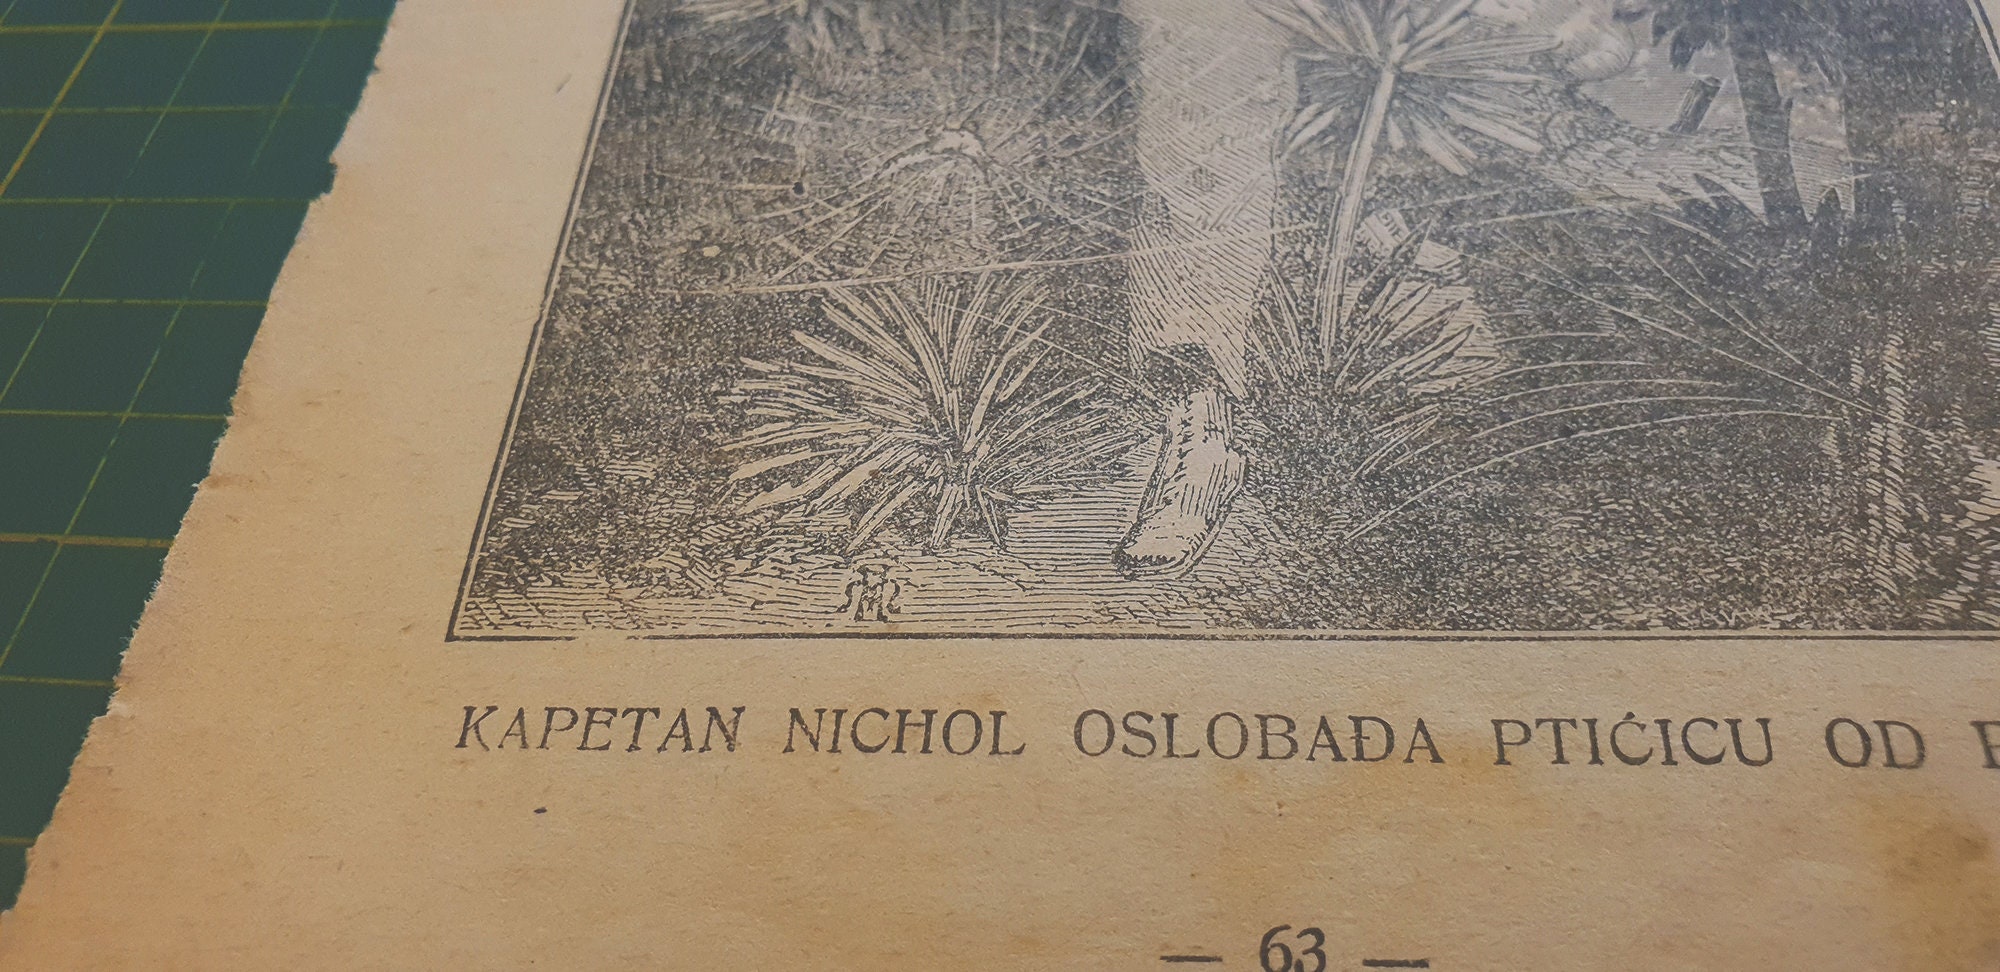 KAPETAN NICHOL OSLOBAĐA PTIĆICU OD
— 63 —